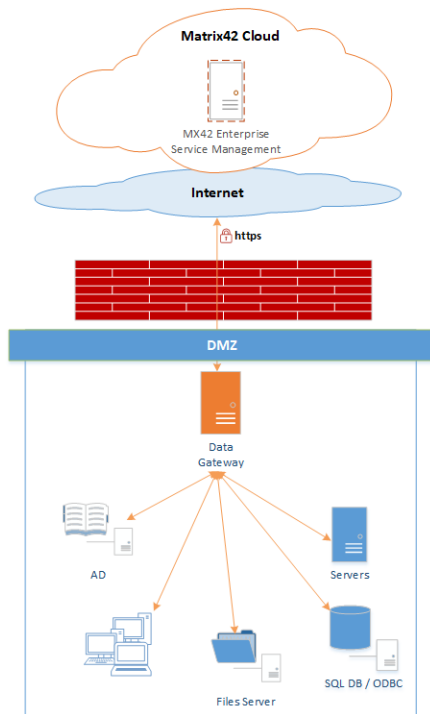 Matrix42 Cloud
MX42 Enterprise
Service Management
Internet
https
DMZ
Data
Gateway
AD
Servers
Files Server
SQL DB / ODBC